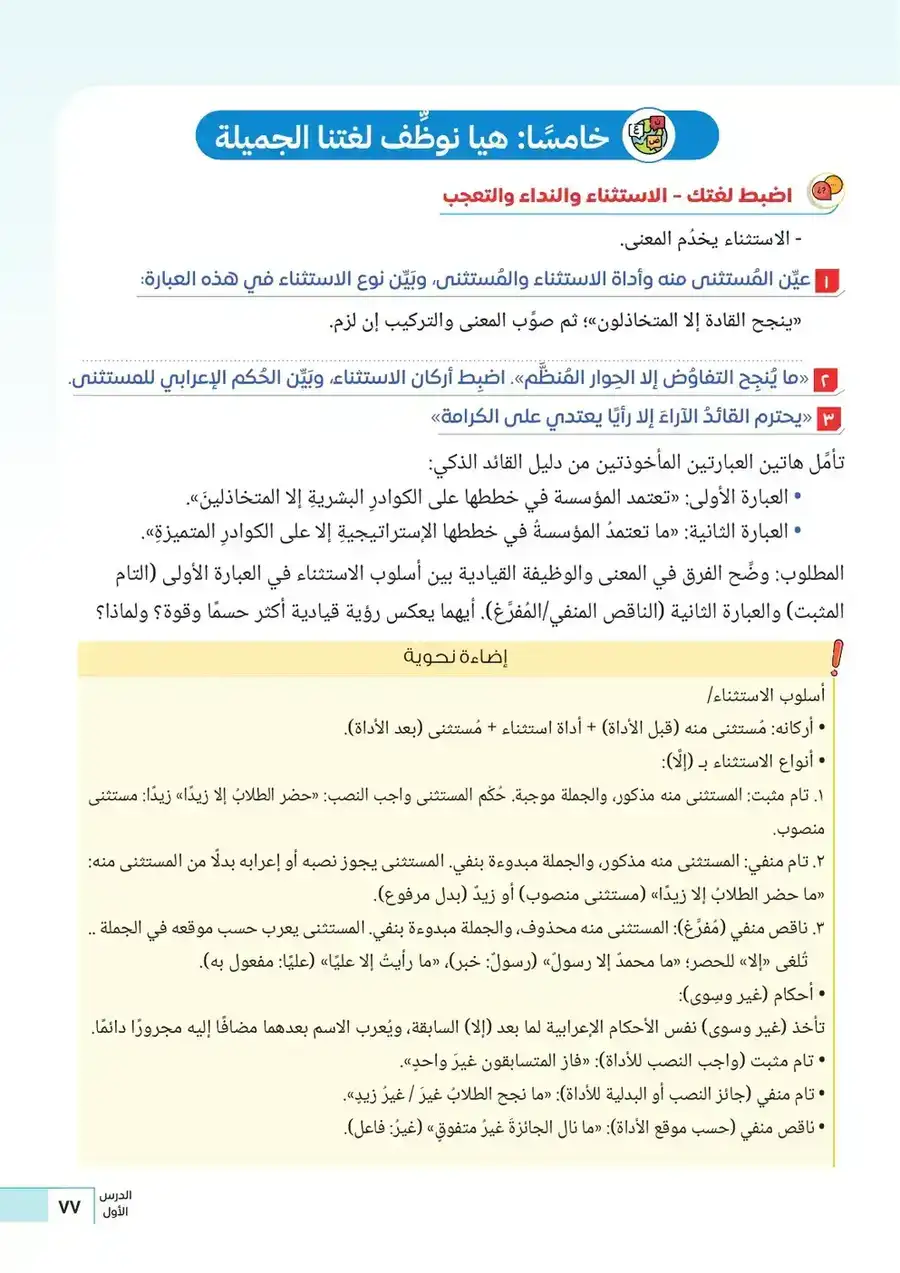 خامسًا: هيا نوظِّف لغتنا الجميلة
اضبط لغتك - الاستثناء والنداء والتعجب
- الاستثناء يخدُم المعنى.
١ عيِّن المُستثنى منه وأداة الاستثناء والمُستثنى، وبَيِّن نوع الاستثناء في هذه العبارة:
«ينجح القادة إلا المتخاذلون»؛ ثم صوِّب المعنى والتركيب إن لزم.
٢ «ما يُنجِح التفاوُض إلا الحِوار المُنظَّم». اضبِط أركان الاستثناء، وبَيِّن الحُكم الإعرابي للمستثنى.
٣ «يحترم القائدُ الآراءَ إلا رأيًا يعتدي على الكرامة»
تأمَّل هاتين العبارتين المأخوذتين من دليل القائد الذكي:
• العبارة الأولى: «تعتمد المؤسسة في خططها على الكوادرِ البشريةِ إلا المتخاذلينَ».
• العبارة الثانية: «ما تعتمدُ المؤسسةُ في خططها الإستراتيجيةِ إلا على الكوادرِ المتميزةِ».
المطلوب: وضَّح الفرق في المعنى والوظيفة القيادية بين أسلوب الاستثناء في العبارة الأولى (التام
المثبت) والعبارة الثانية (الناقص المنفي/المُفرَّغ). أيهما يعكس رؤية قيادية أكثر حسمًا وقوة؟ ولماذا؟
إضاءة نحوية
أسلوب الاستثناء/
• أركانه: مُستثنى منه (قبل الأداة) + أداة استثناء + مُستثنى (بعد الأداة).
• أنواع الاستثناء بـ (إلَّا):
١. تام مثبت: المستثنى منه مذكور، والجملة موجبة. حُكم المستثنى واجب النصب: «حضر الطلابُ إلا زيدًا» زيدًا: مستثنى
منصوب.
٢. تام منفي: المستثنى منه مذكور، والجملة مبدوءة بنفي. المستثنى يجوز نصبه أو إعرابه بدلًا من المستثنى منه:
«ما حضر الطلابُ إلا زيدًا» (مستثنى منصوب) أو زيدٌ (بدل مرفوع).
٣. ناقص منفي (مُفرَّغ): المستثنى منه محذوف، والجملة مبدوءة بنفي. المستثنى يعرب حسب موقعه في الجملة ..
تُلغى «إلا» للحصر؛ «ما محمدٌ إلا رسولٌ» (رسولٌ: خبر)، «ما رأيتُ إلا عليًا» (عليًا: مفعول به).
• أحكام (غير وسِوى):
تأخذ (غير وسوى) نفس الأحكام الإعرابية لما بعد (إلا) السابقة، ويُعرب الاسم بعدهما مضافًا إليه مجرورًا دائمًا.
• تام مثبت (واجب النصب للأداة): «فاز المتسابقون غيرَ واحدٍ».
• تام منفي (جائز النصب أو البدلية للأداة): «ما نجح الطلابُ غيرَ / غيرُ زيدٍ».
• ناقص منفي (حسب موقع الأداة): «ما نال الجائزةَ غيرُ متفوقٍ» (غيرُ: فاعل).
الدرس
الأول
٧٧